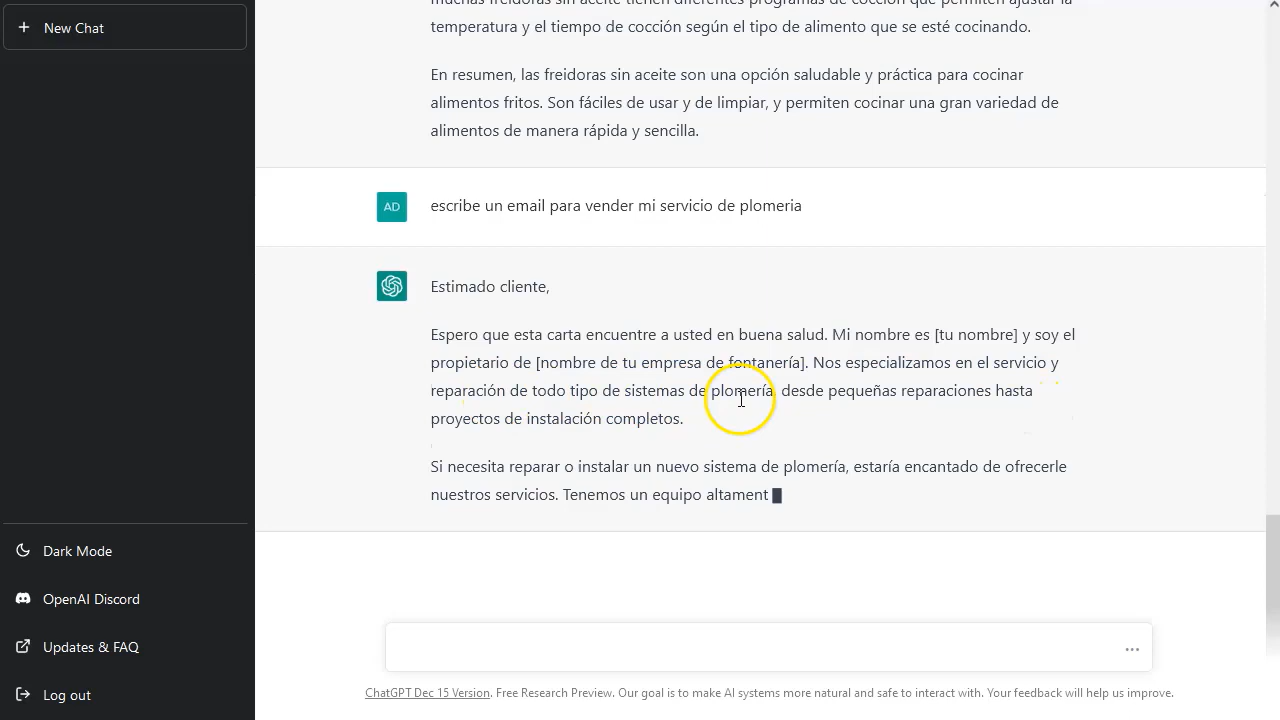 New Chat
muchas freidoras sin aceite tienen diferentes programas de cocción que permiten ajustar la
temperatura y el tiempo de cocción según el tipo de alimento que se esté cocinando.
En resumen, las freidoras sin aceite son una opción saludable y práctica para cocinar
alimentos fritos. Son fáciles de usar y de limpiar, y permiten cocinar una gran variedad de
alimentos de manera rápida y sencilla.
AD
escribe un email para vender mi servicio de plomeria
Estimado cliente,
Espero que esta carta encuentre a usted en buena salud. Mi nombre es [tu nombre] y soy el
propietario de [nombre de tu empresa de fontanería]. Nos especializamos en el servicio y
reparación de todo tipo de sistemas de plomería, desde pequeñas reparaciones hasta
proyectos de instalación completos.
Si necesita reparar o instalar un nuevo sistema de plomería, estaría encantado de ofrecerle
nuestros servicios. Tenemos un equipo altament
Dark Mode
OpenAI Discord
Updates & FAQ
Log out
ChatGPT Dec 15 Version. Free Research Preview. Our goal is to make AI systems more natural and safe to interact with. Your feedback will help us improve.